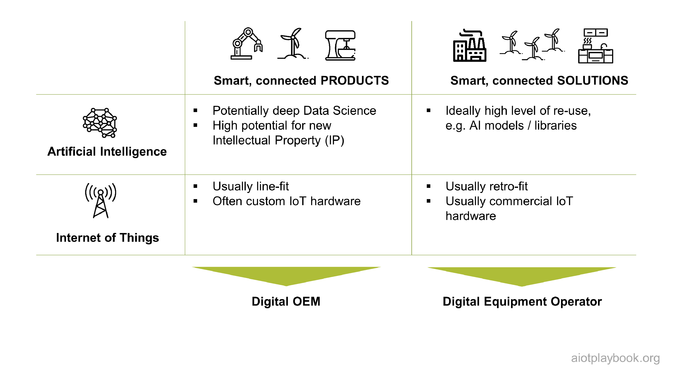 Smart, connected PRODUCTS
Smart, connected SOLUTIONS
Artificial Intelligence
▪ Potentially deep Data Science
▪ High potential for new
Intellectual Property (IP)
▪ Ideally high level of re-use,
e.g. AI models / libraries
Internet of Things
▪ Usually line-fit
▪ Often custom IoT hardware
▪ Usually retro-fit
▪ Usually commercial IoT
hardware
Digital OEM
Digital Equipment Operator
aiotplaybook.org